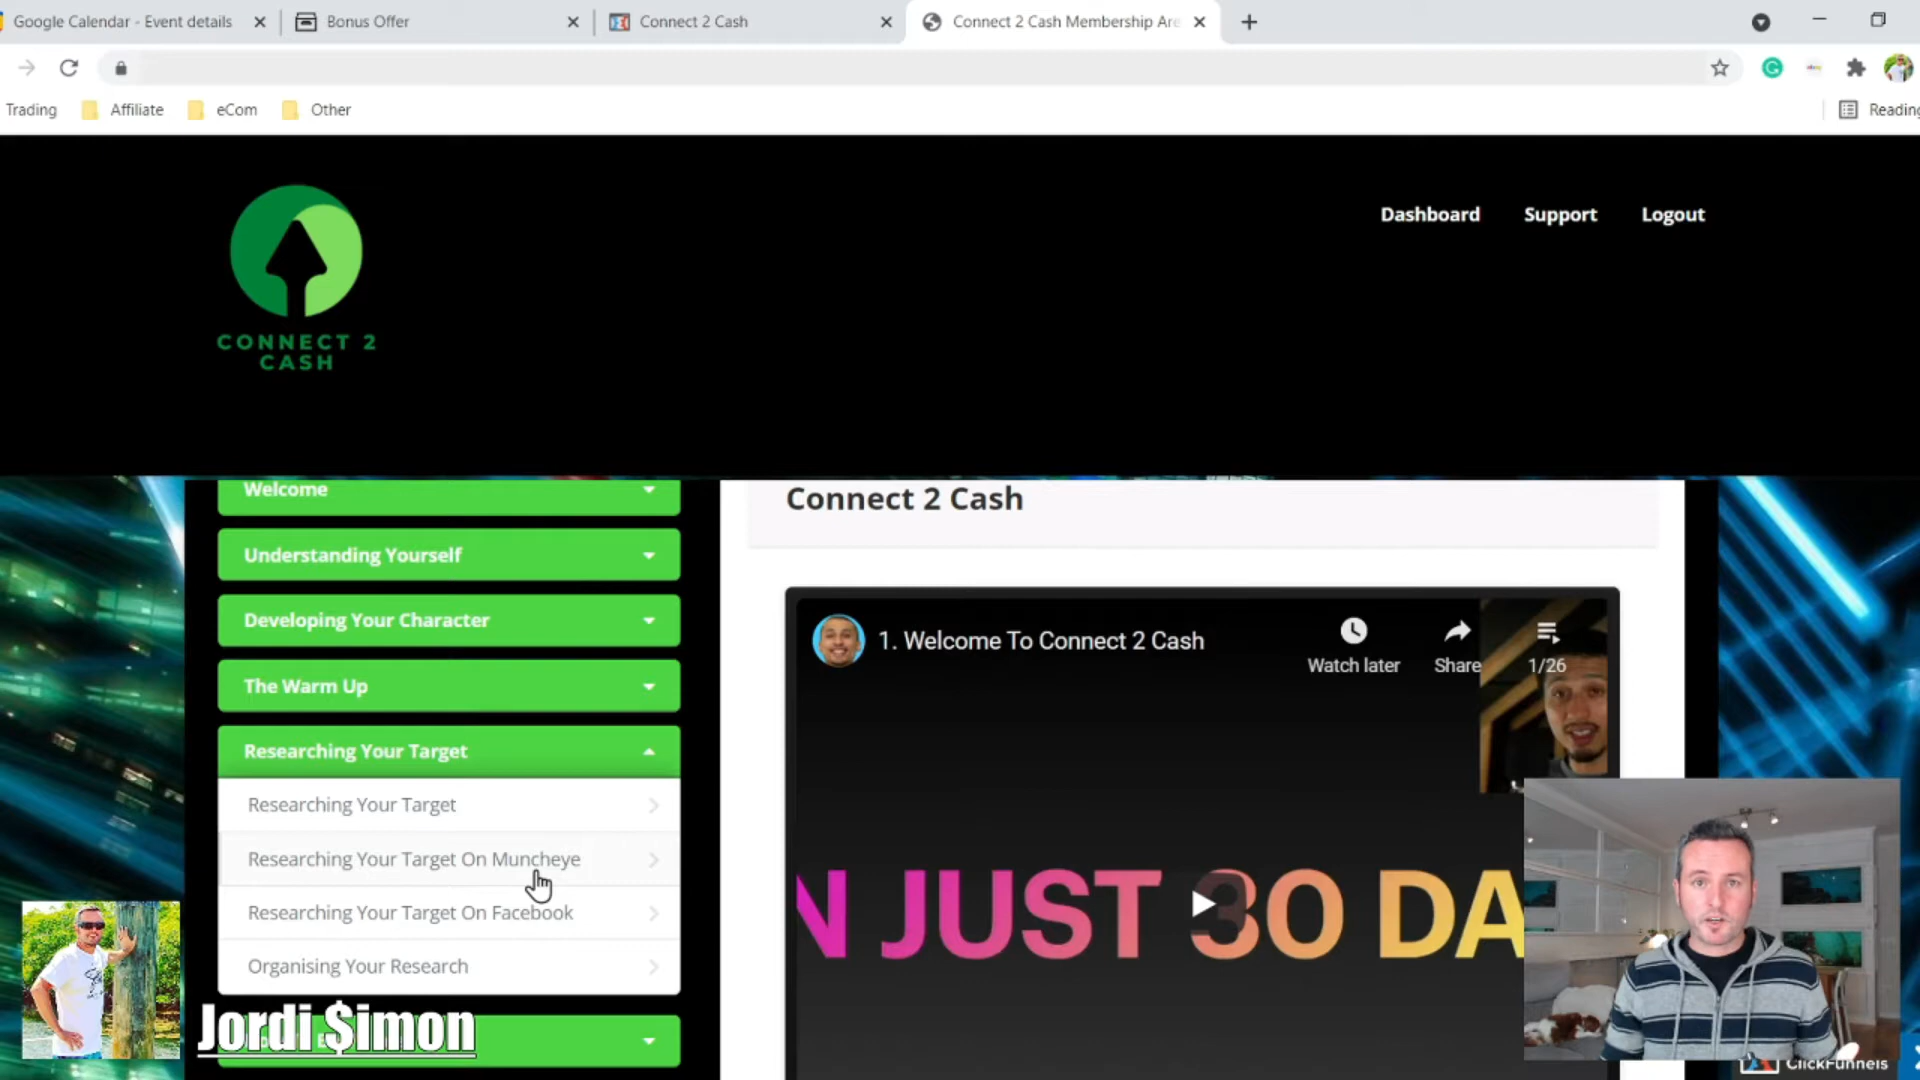 Google Calendar - Event details
Bonus Offer
Connect 2 Cash
Connect 2 Cash Membership Are
Trading
Affiliate
eCom
Other
Reading
CONNECT 2
CASH
Dashboard
Support
Logout
Welcome
Understanding Yourself
Developing Your Character
The Warm Up
Researching Your Target
Researching Your Target
Researching Your Target On Muncheye
Researching Your Target On Facebook
Organising Your Research
Connect 2 Cash
1. Welcome To Connect 2 Cash
Watch later
Share
1/26
N JUST 30 DA
Jordi $imon
ClickFunnels